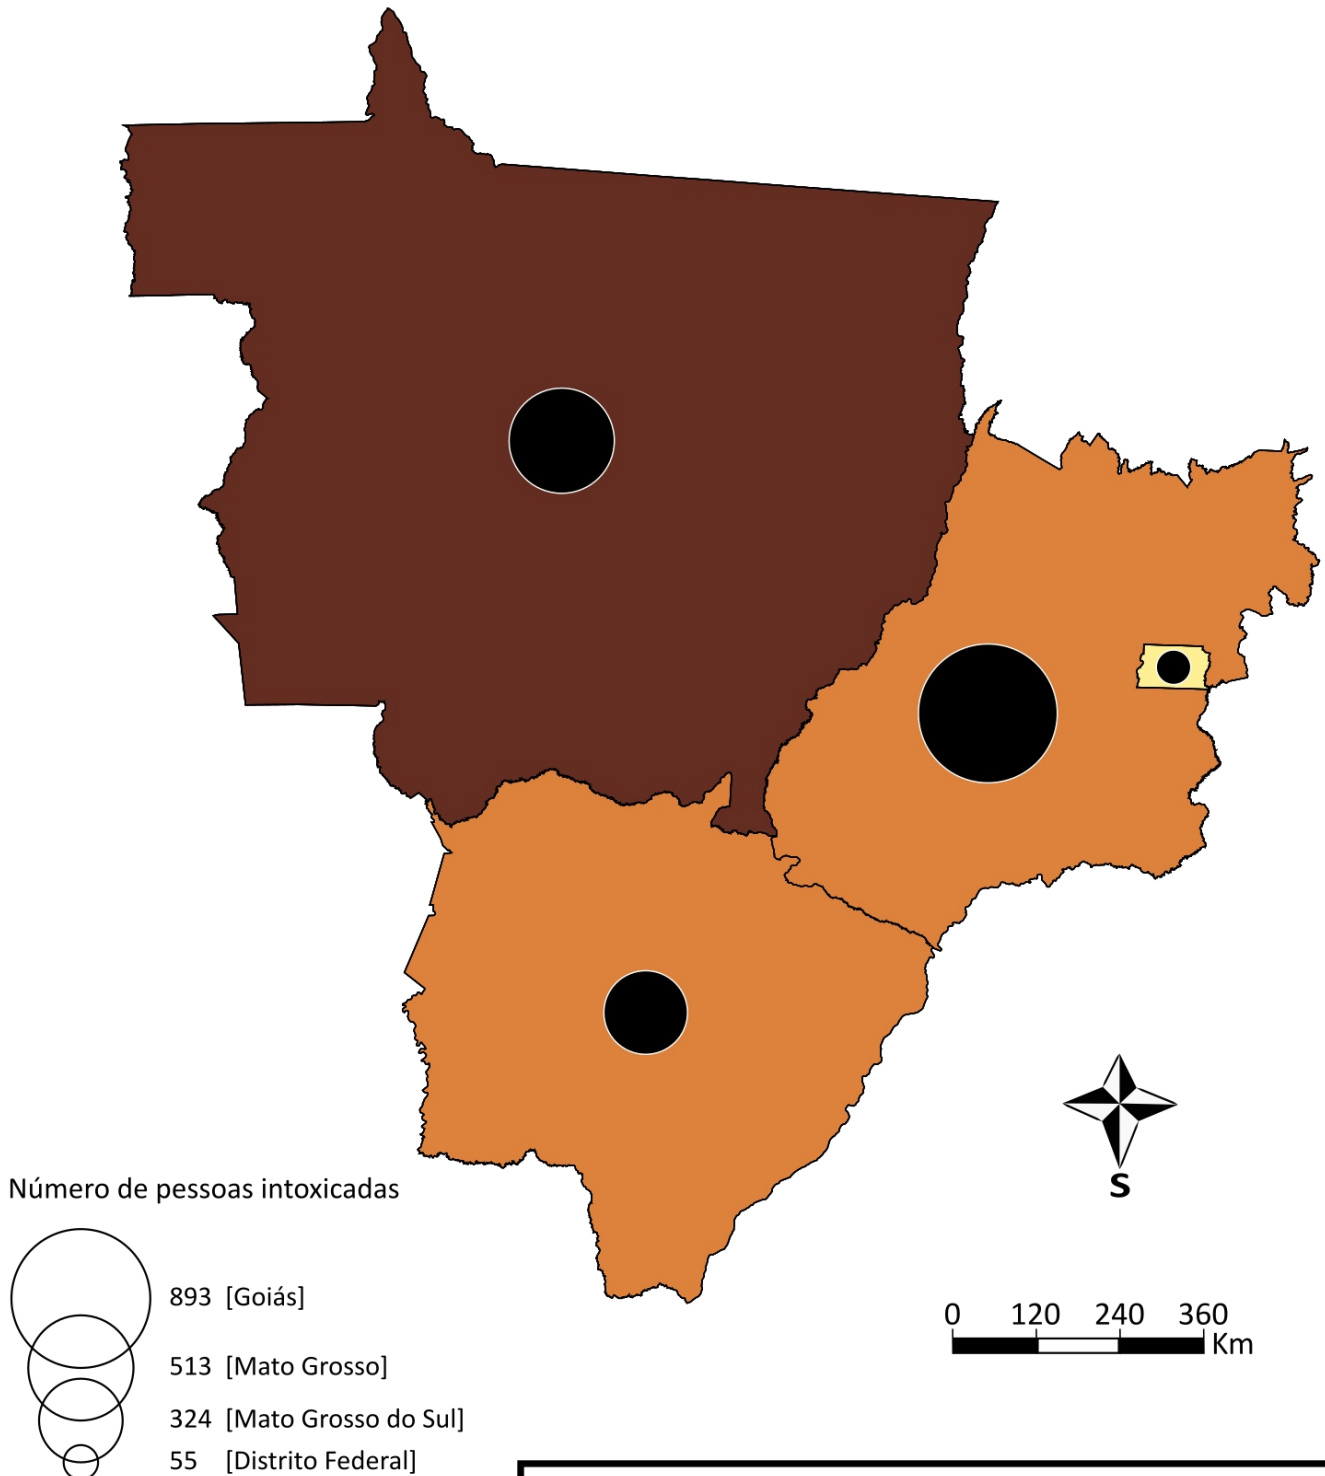 S
Número de pessoas intoxicadas
893 [Goiás]
513 [Mato Grosso]
324 [Mato Grosso do Sul]
55 [Distrito Federal]
0 120 240 360
Km